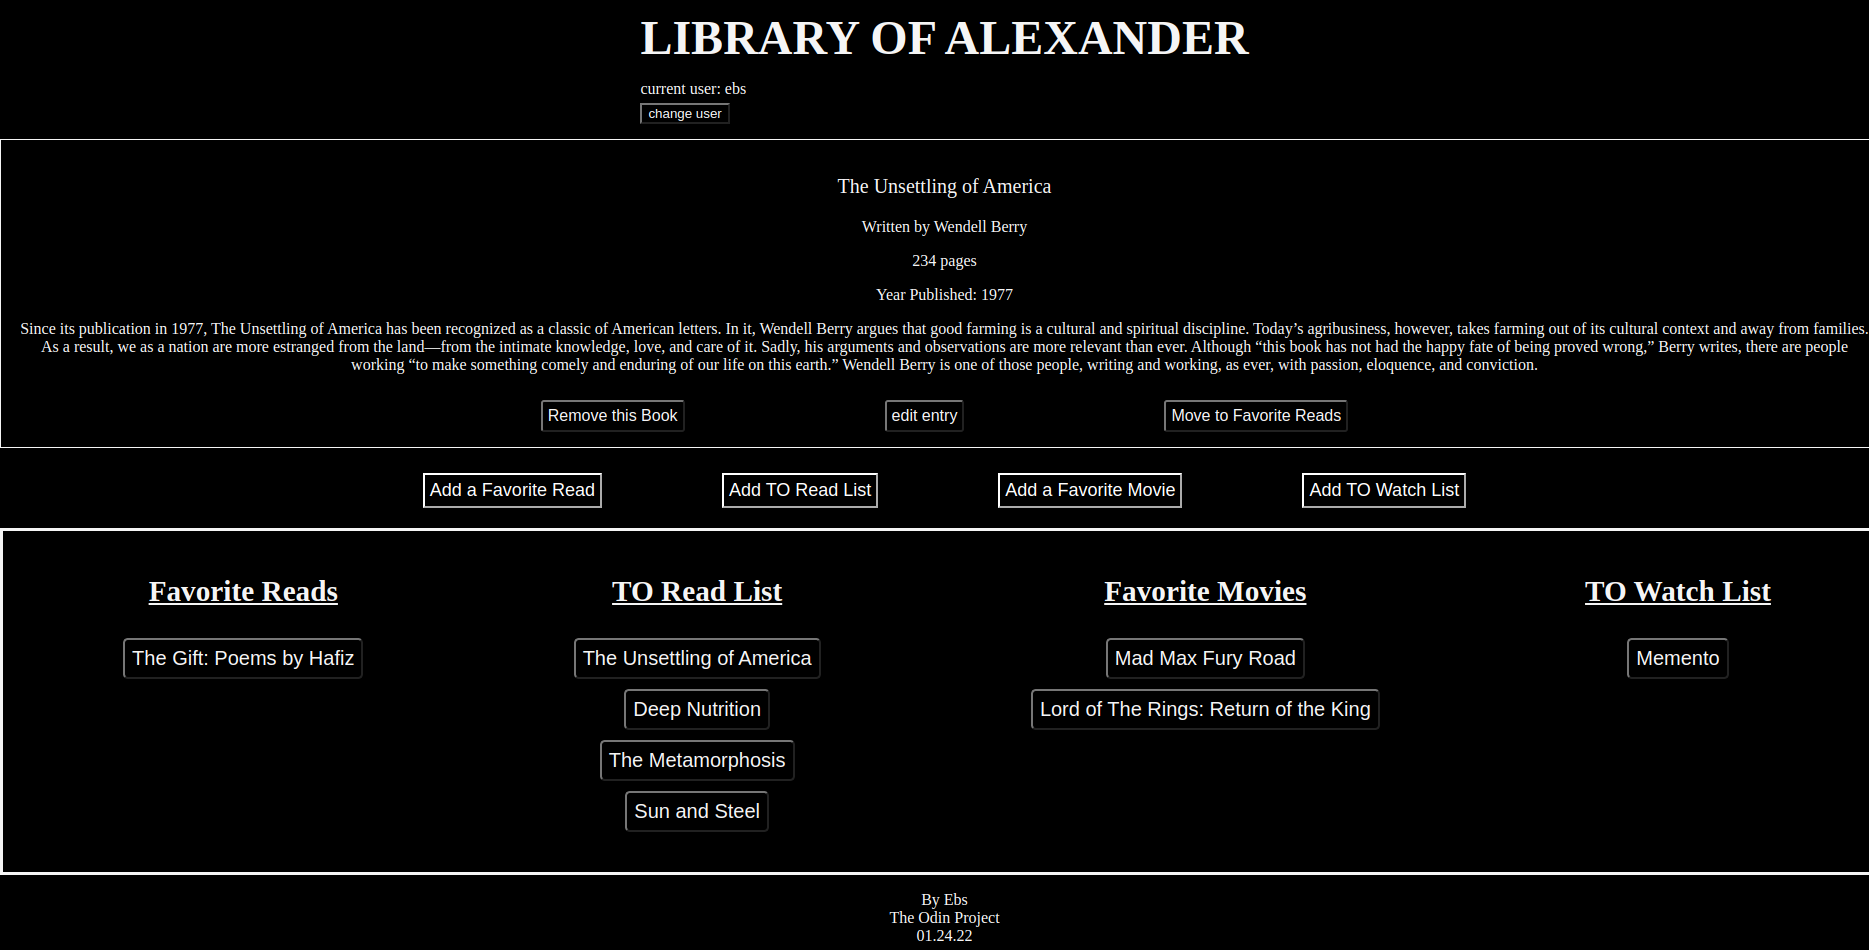 LIBRARY OF ALEXANDER
current user: ebs
change user
The Unsettling of America
Written by Wendell Berry
234 pages
Year Published: 1977
Since its publication in 1977, The Unsettling of America has been recognized as a classic of American letters. In it, Wendell Berry argues that good farming is a cultural and spiritual discipline. Today’s agribusiness, however, takes farming out of its cultural context and away from families.
As a result, we as a nation are more estranged from the land—from the intimate knowledge, love, and care of it. Sadly, his arguments and observations are more relevant than ever. Although “this book has not had the happy fate of being proved wrong,” Berry writes, there are people
working “to make something comely and enduring of our life on this earth.” Wendell Berry is one of those people, writing and working, as ever, with passion, eloquence, and conviction.
Remove this Book
edit entry
Move to Favorite Reads
Add a Favorite Read
Add TO Read List
Add a Favorite Movie
Add TO Watch List
Favorite Reads
The Gift: Poems by Hafiz
TO Read List
The Unsettling of America
Deep Nutrition
The Metamorphosis
Sun and Steel
Favorite Movies
Mad Max Fury Road
Lord of The Rings: Return of the King
TO Watch List
Memento
By Ebs
The Odin Project
01.24.22